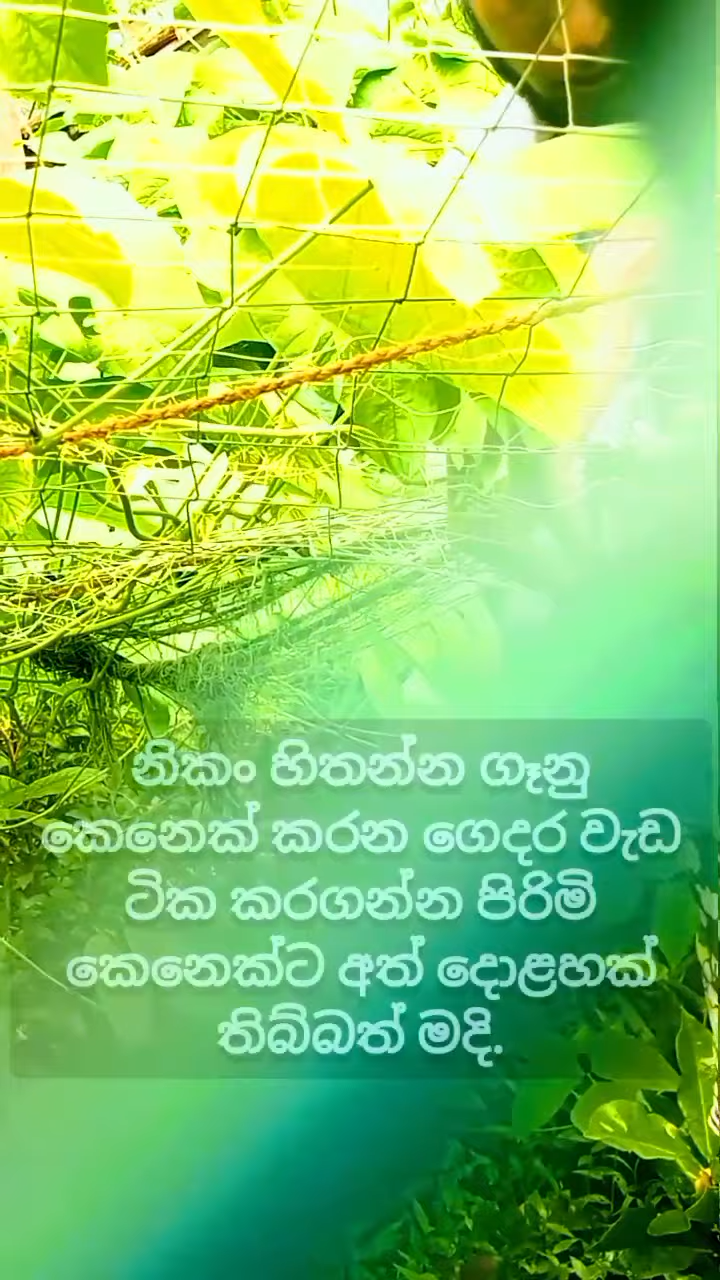 නිකං හිතන්න ගෑනු
කෙනෙක් කරන ගෙදර වැඩ
ටික කරගන්න පිරිමි
කෙනෙක්ට අත් දොළහක්
තිබ්බත් මදි.